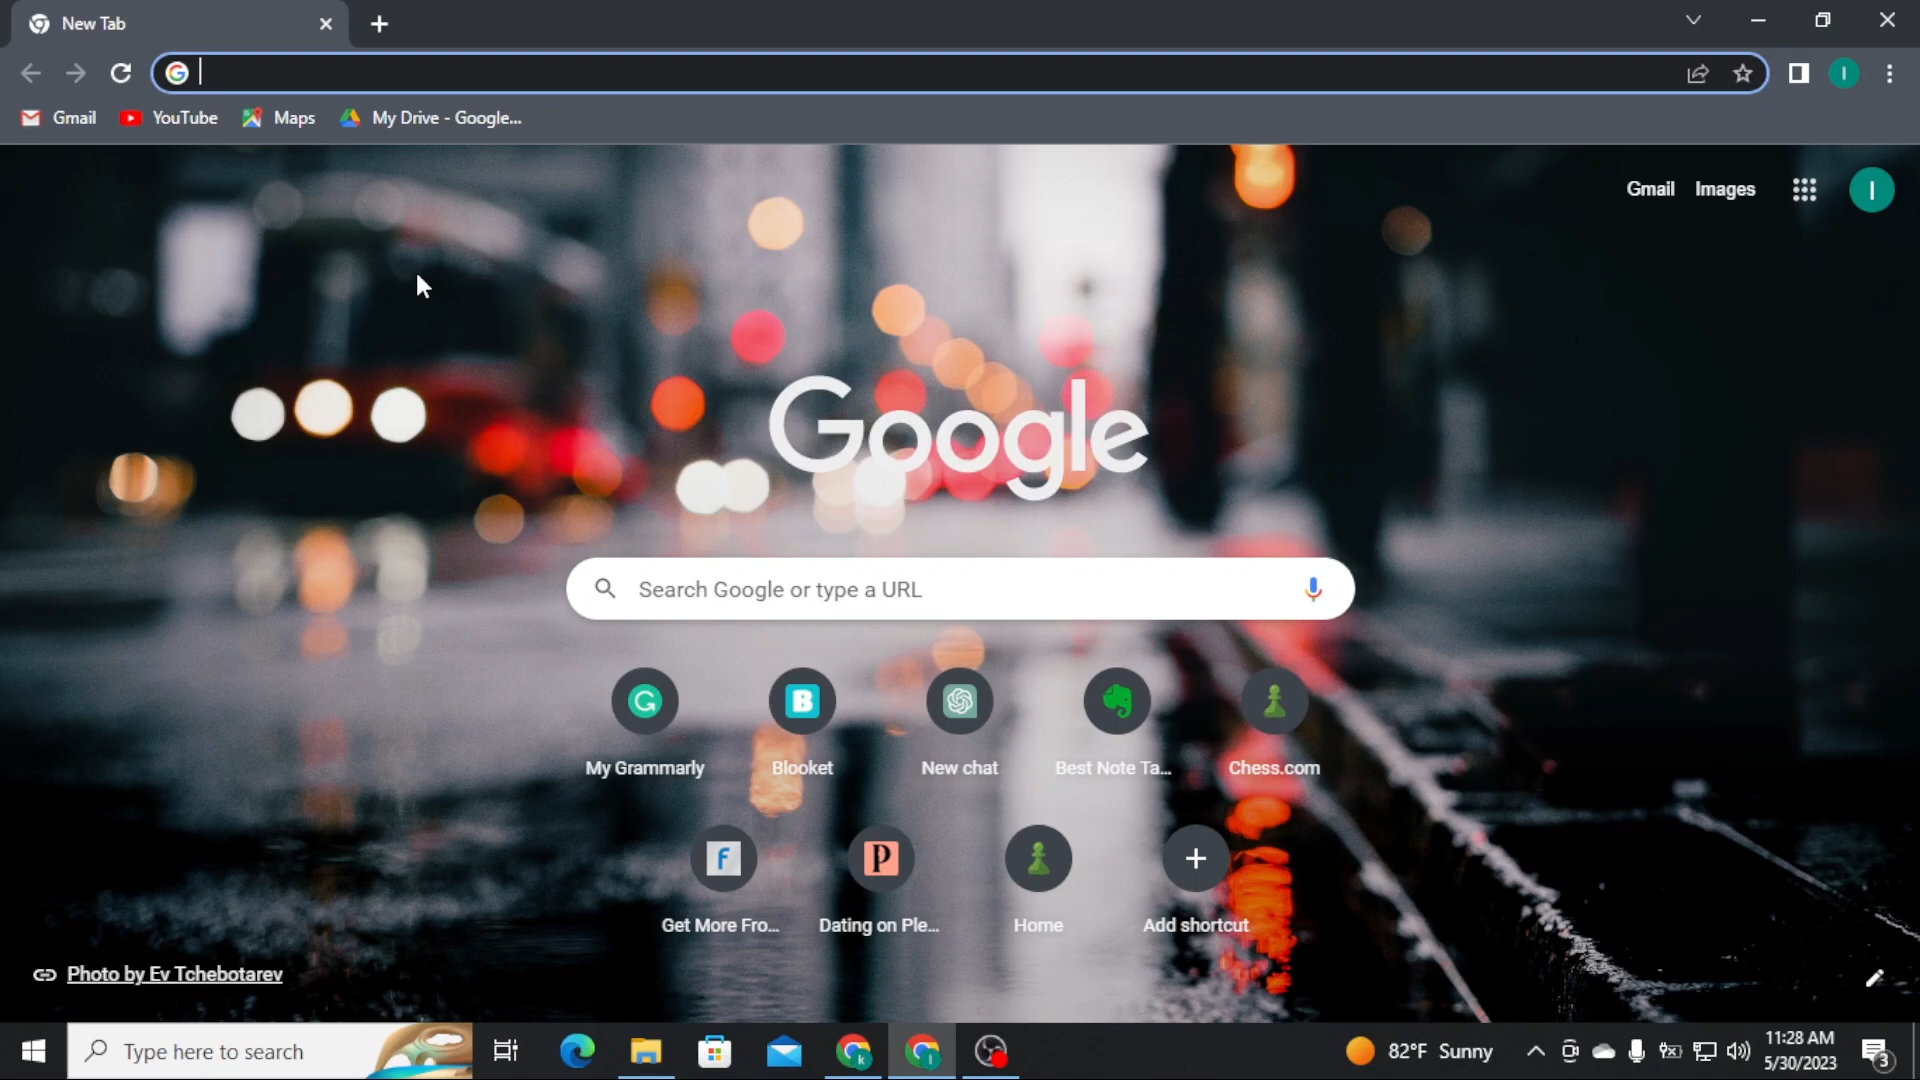 New Tab
Gmail YouTube Maps My Drive - Google...
Gmail Images
I
I
Google
Search Google or type a URL
My Grammarly Blooket New chat Best Note Ta... Chess.com
Get More Fro... Dating on Ple... Home Add shortcut
Photo by Ev Tchebotarev
Type here to search
82°F Sunny
11:28 AM
5/30/2023
3